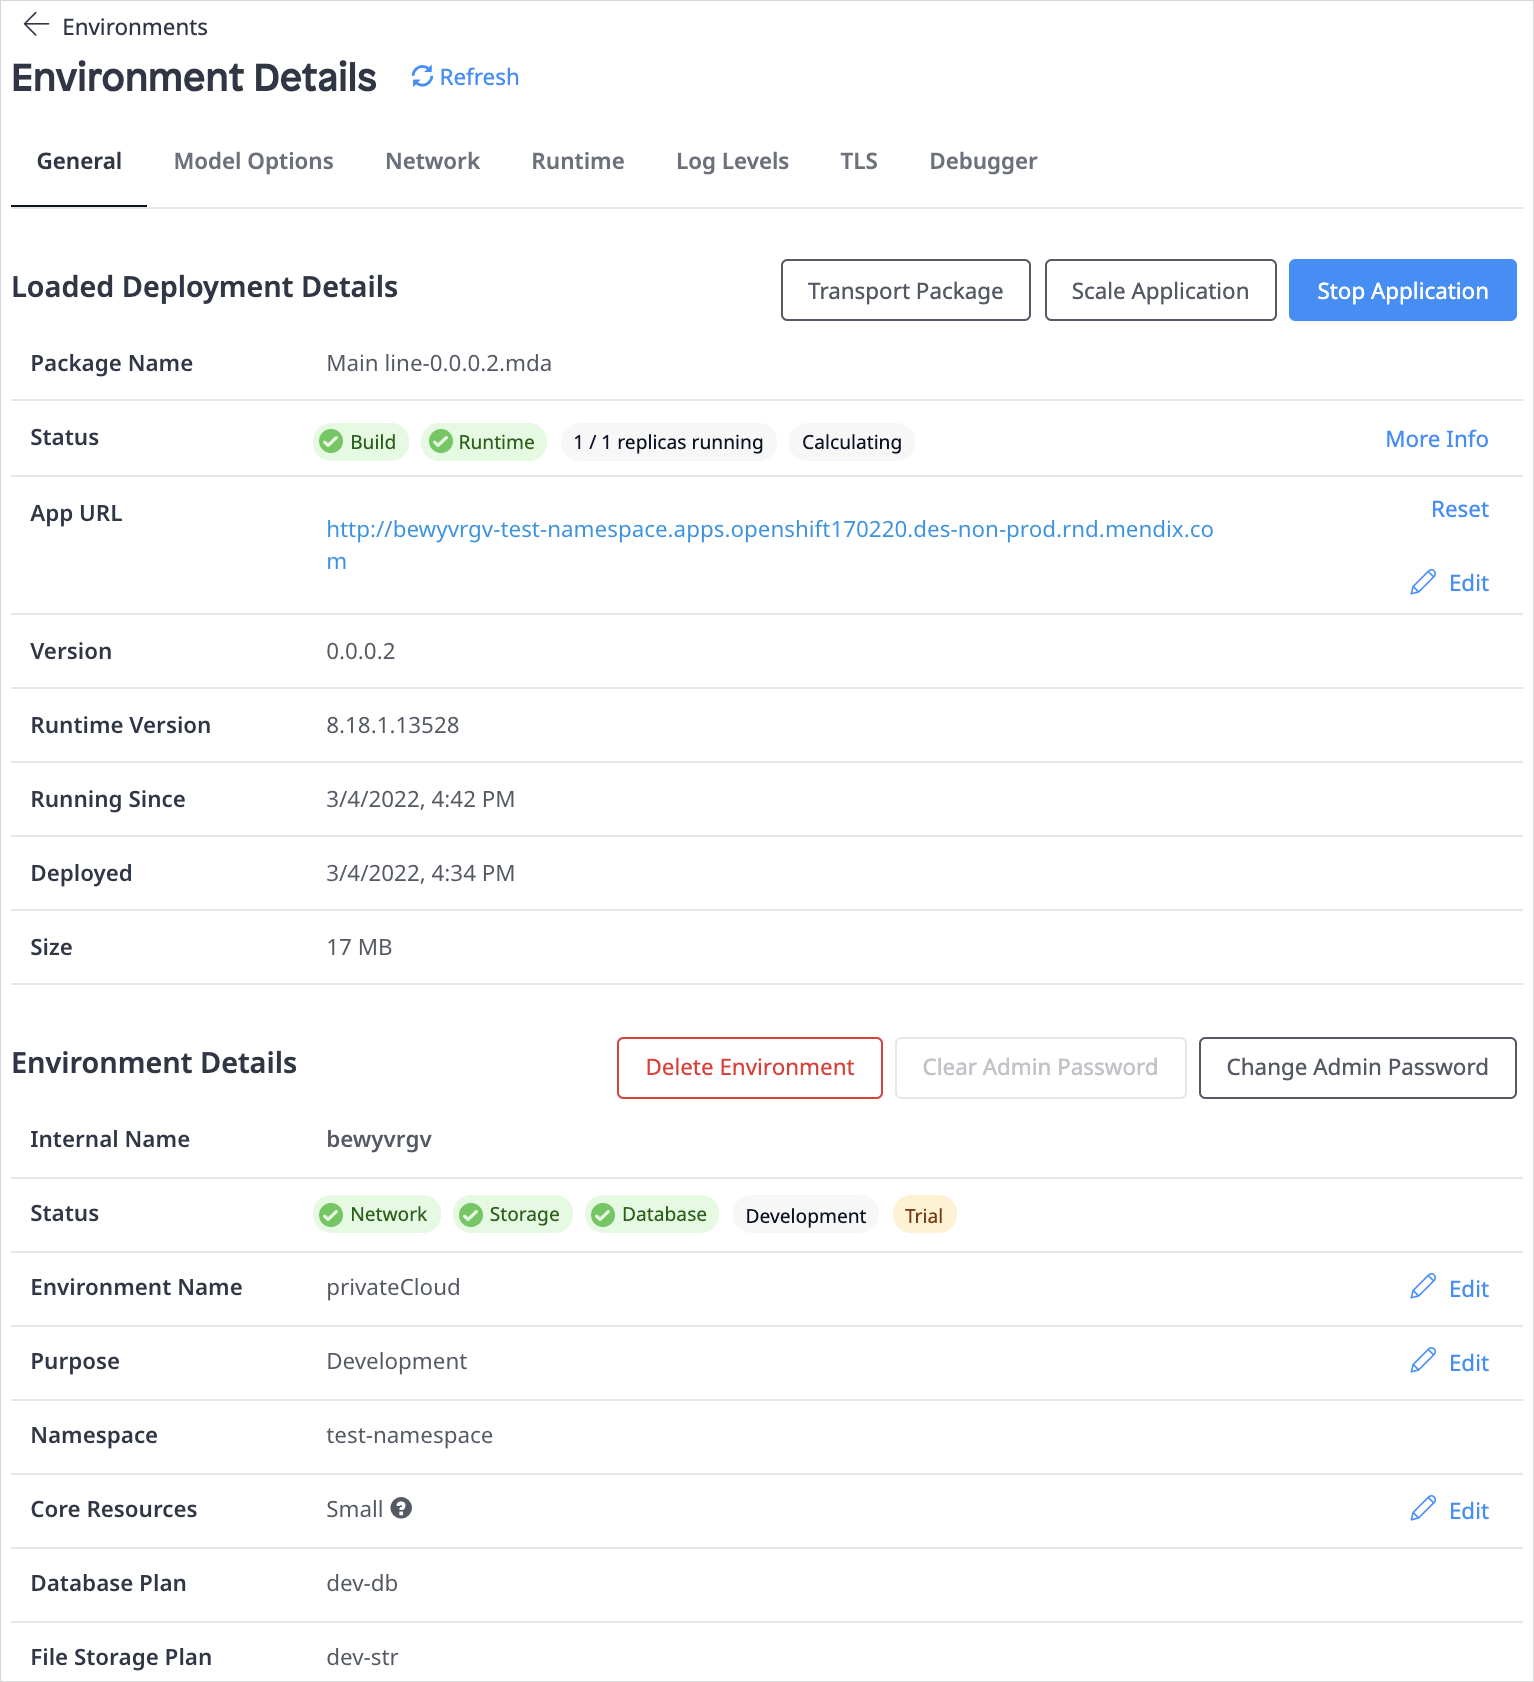 Environments
Environment Details Refresh
General Model Options Network Runtime Log Levels TLS Debugger
Loaded Deployment Details Transport Package Scale Application Stop Application
Package Name Main line-0.0.0.2.mda
Status Build Runtime 1 / 1 replicas running Calculating More Info
App URL http://bewyvrgv-test-namespace.apps.openshift170220.des-non-prod.rnd.mendix.co Reset
m
Edit
Version 0.0.0.2
Runtime Version 8.18.1.13528
Running Since 3/4/2022, 4:42 PM
Deployed 3/4/2022, 4:34 PM
Size 17 MB
Environment Details Delete Environment Clear Admin Password Change Admin Password
Internal Name bewyvrgv
Status Network Storage Database Development Trial
Environment Name privateCloud Edit
Purpose Development Edit
Namespace test-namespace
Core Resources Small ? Edit
Database Plan dev-db
File Storage Plan dev-str